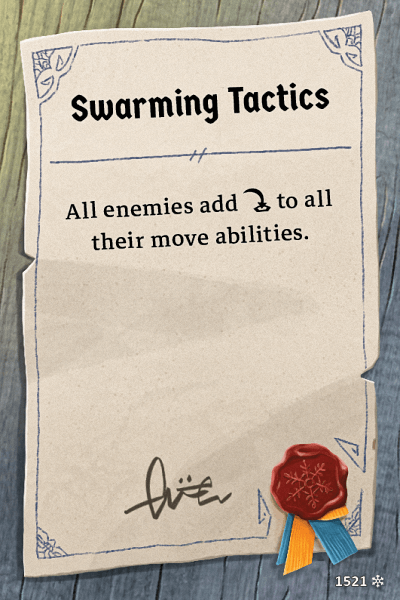 Swarming Tactics
All enemies add to all
their move abilities.
1521